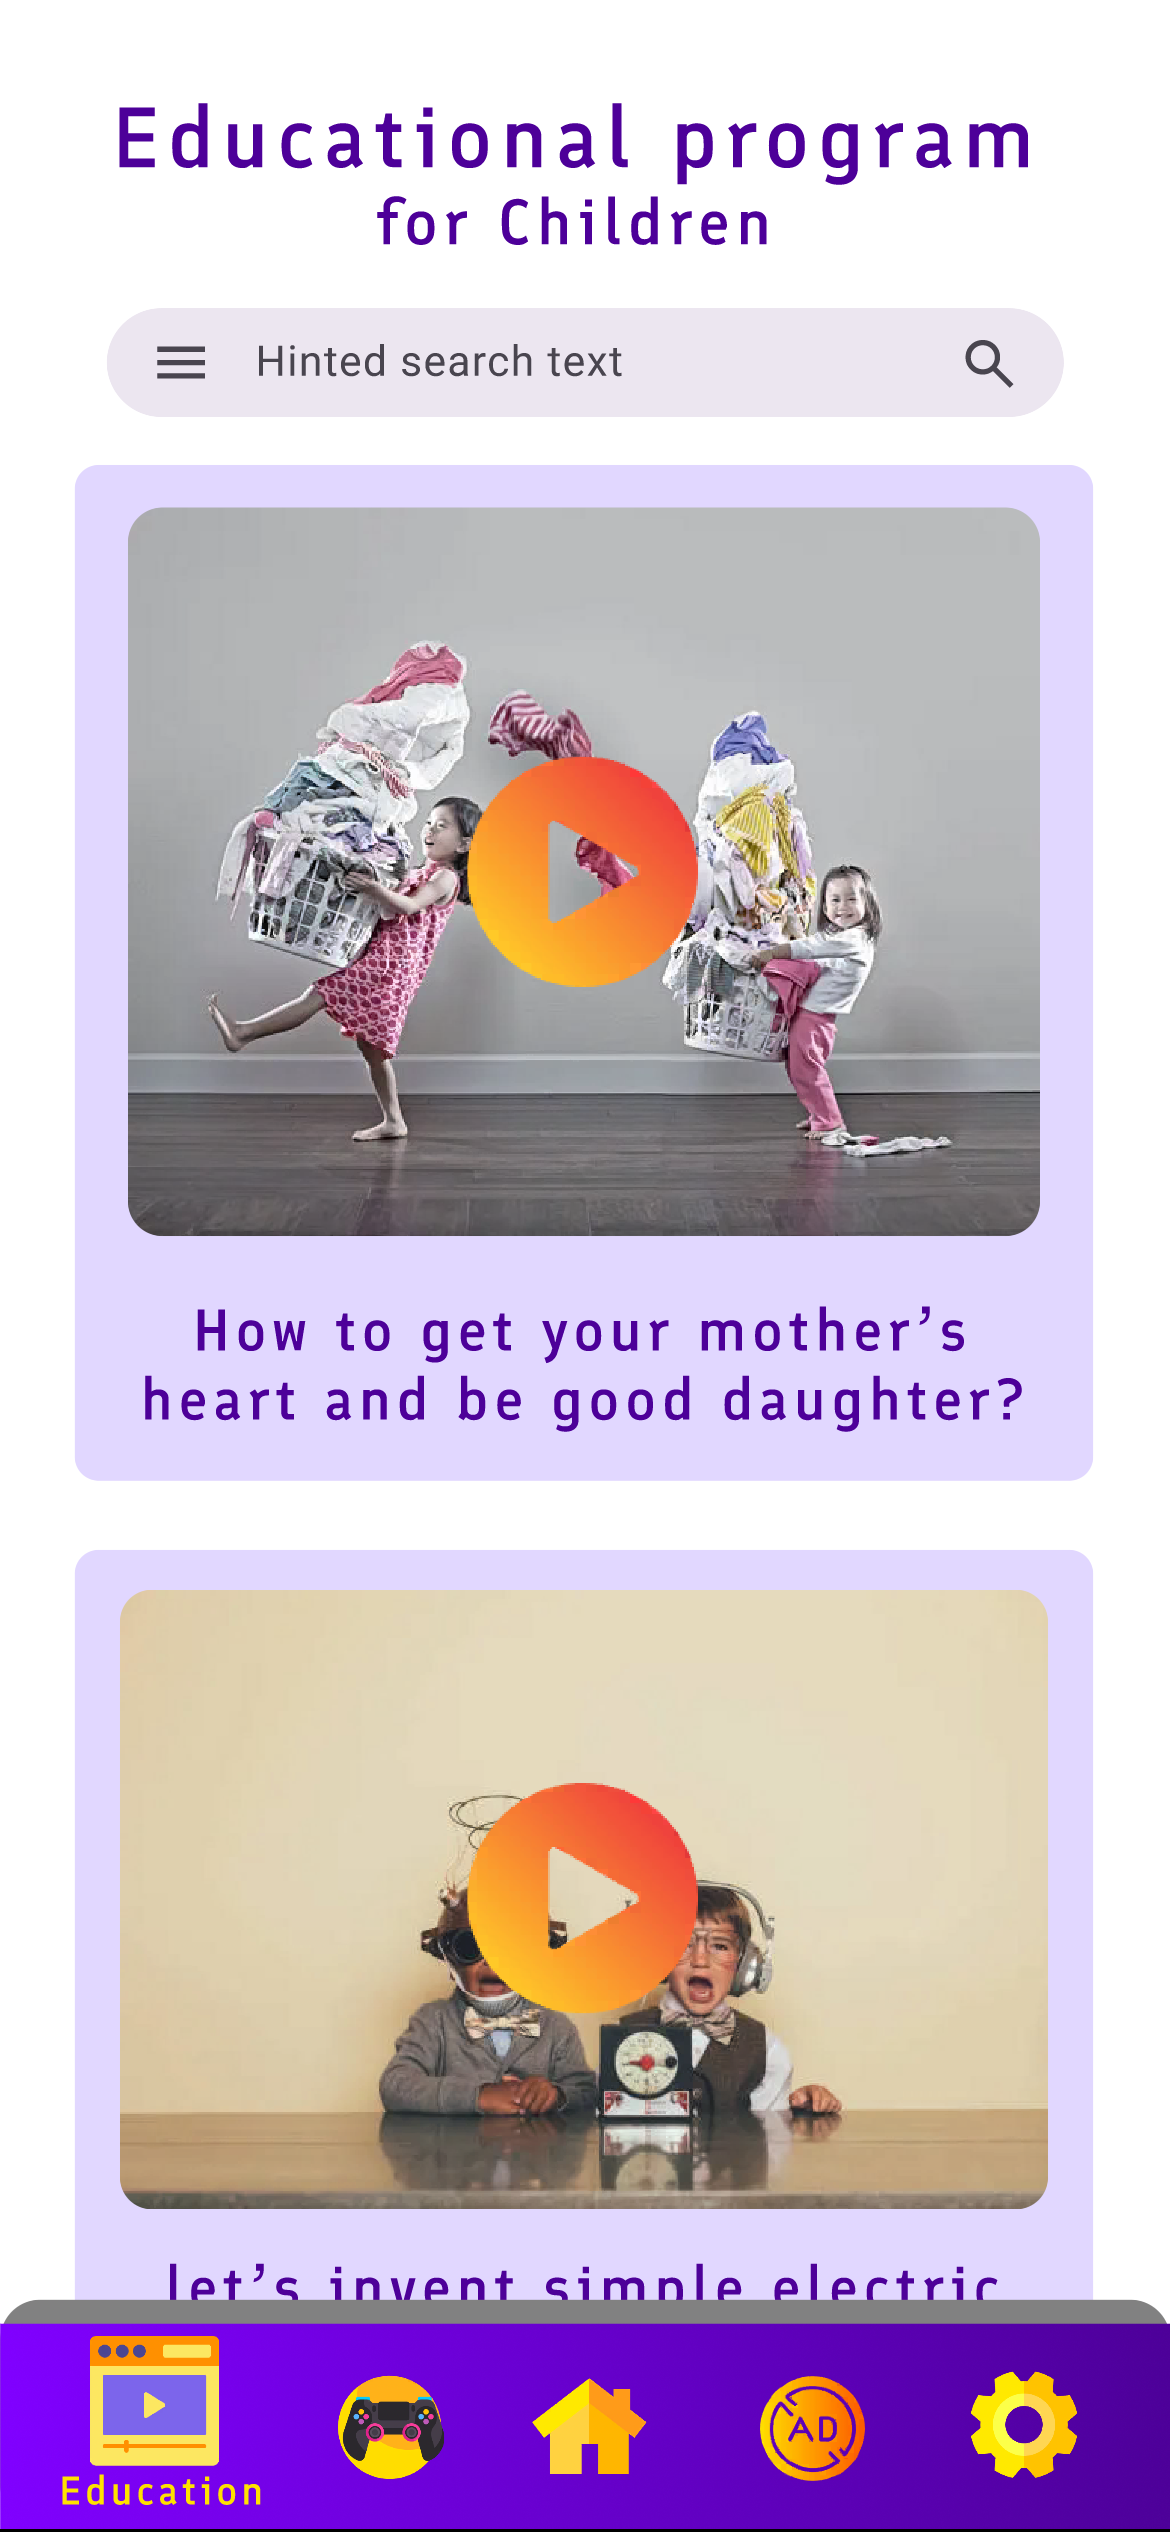 Educational program
for Children
Hinted search text
How to get your mother’s
heart and be good daughter?
let’s invent simple electric
AD
Education